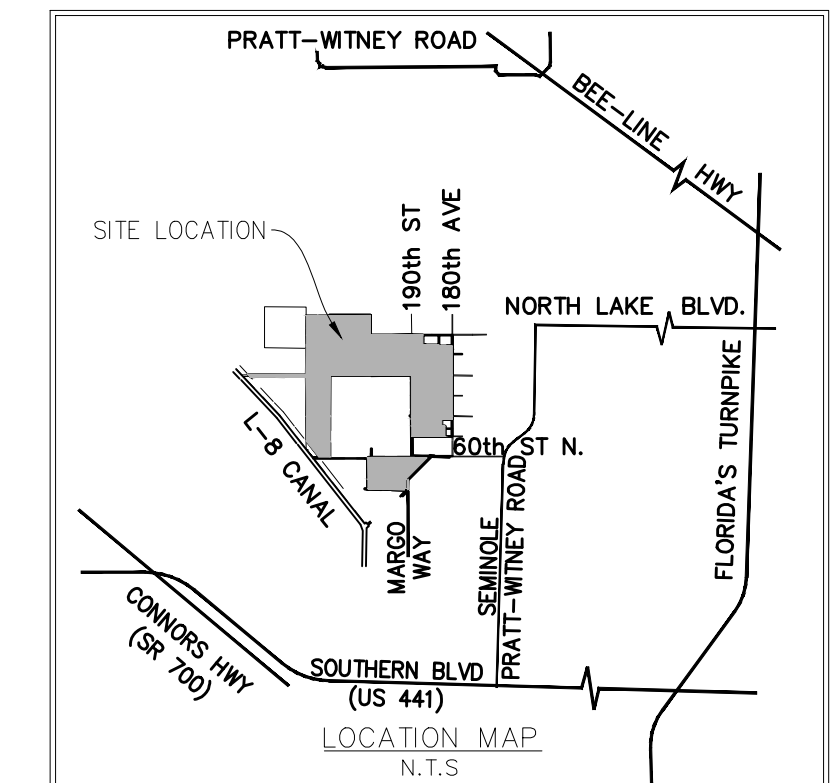 PRATT-WITNEY ROAD
BEE-LINE
HWY
SITE LOCATION
190th ST
180th AVE
NORTH LAKE BLVD.
FLORIDA'S TURNPIKE
L-8 CANAL
60th ST N.
MARGO
WAY
SEMINOLE
PRATT-WITNEY ROAD
CONNORS HWY
(SR 700)
SOUTHERN BLVD
(US 441)
LOCATION MAP
N.T.S